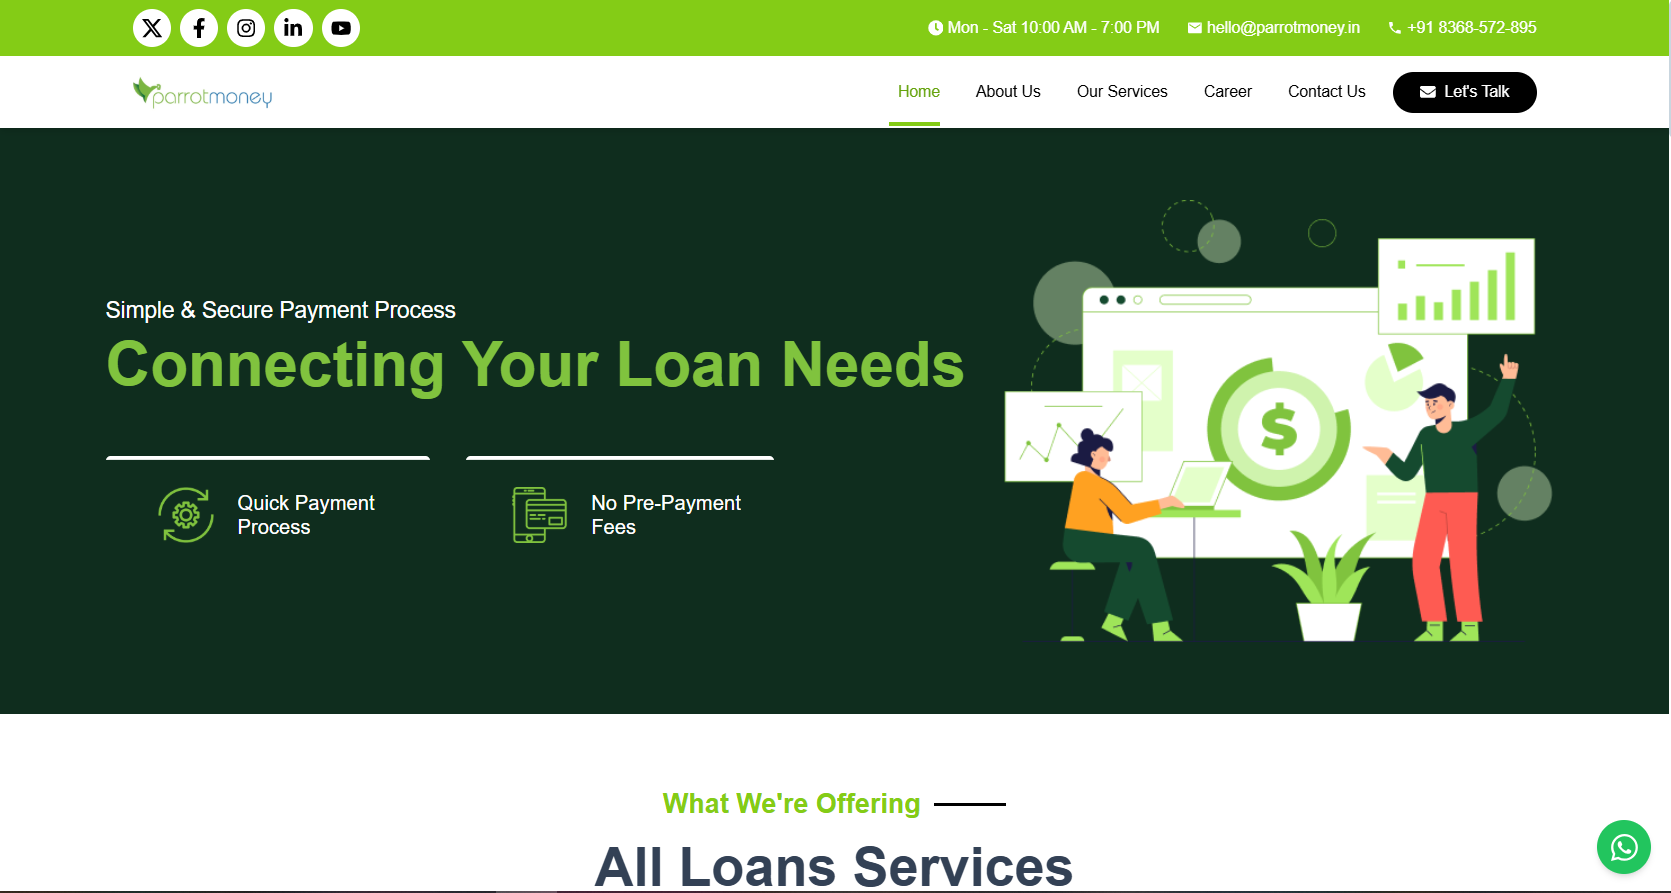 Mon - Sat 10:00 AM - 7:00 PM
hello@parrotmoney.in
+91 8368-572-895
parrotmoney
Home
About Us
Our Services
Career
Contact Us
Let's Talk
Simple & Secure Payment Process
Connecting Your Loan Needs
Quick Payment
Process
No Pre-Payment
Fees
$
What We're Offering
All Loans Services